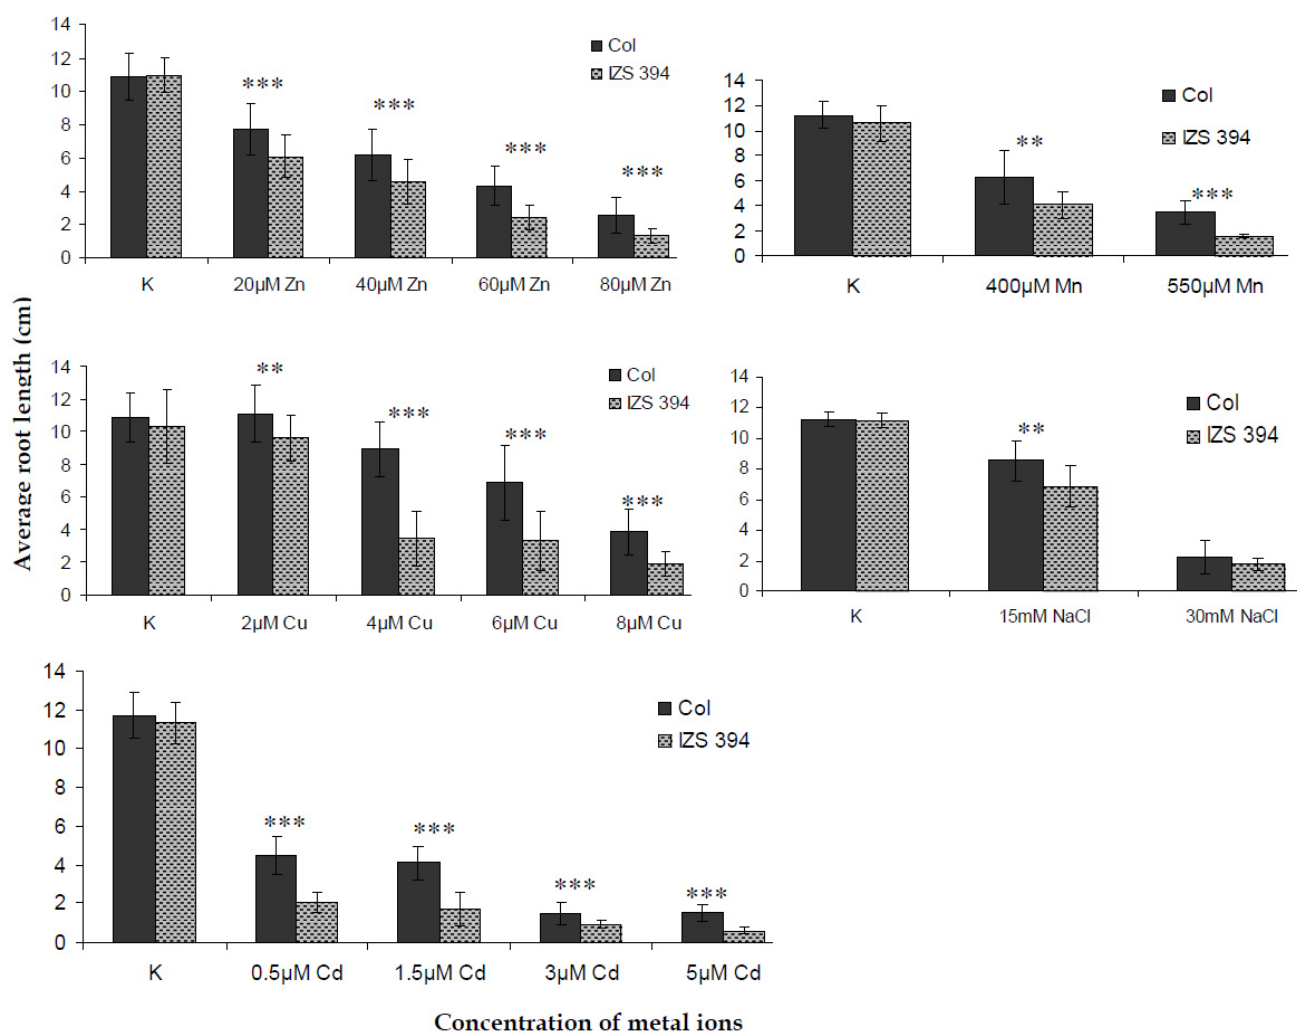 14
12
10
8
6
4
2
0
Col
IZS 394
***
***
***
***
K
20µM Zn
40µM Zn
60µM Zn
80µM Zn
14
12
10
8
6
4
2
0
Col
IZS 394
**
***
K
400µM Mn
550µM Mn
Average root length (cm)
14
12
10
8
6
4
2
0
Col
IZS 394
**
***
***
***
K
2µM Cu
4µM Cu
6µM Cu
8µM Cu
14
12
10
8
6
4
2
0
Col
IZS 394
**
K
15mM NaCl
30mM NaCl
14
12
10
8
6
4
2
0
Col
IZS 394
***
***
***
***
K
0.5µM Cd
1.5µM Cd
3µM Cd
5µM Cd
Concentration of metal ions